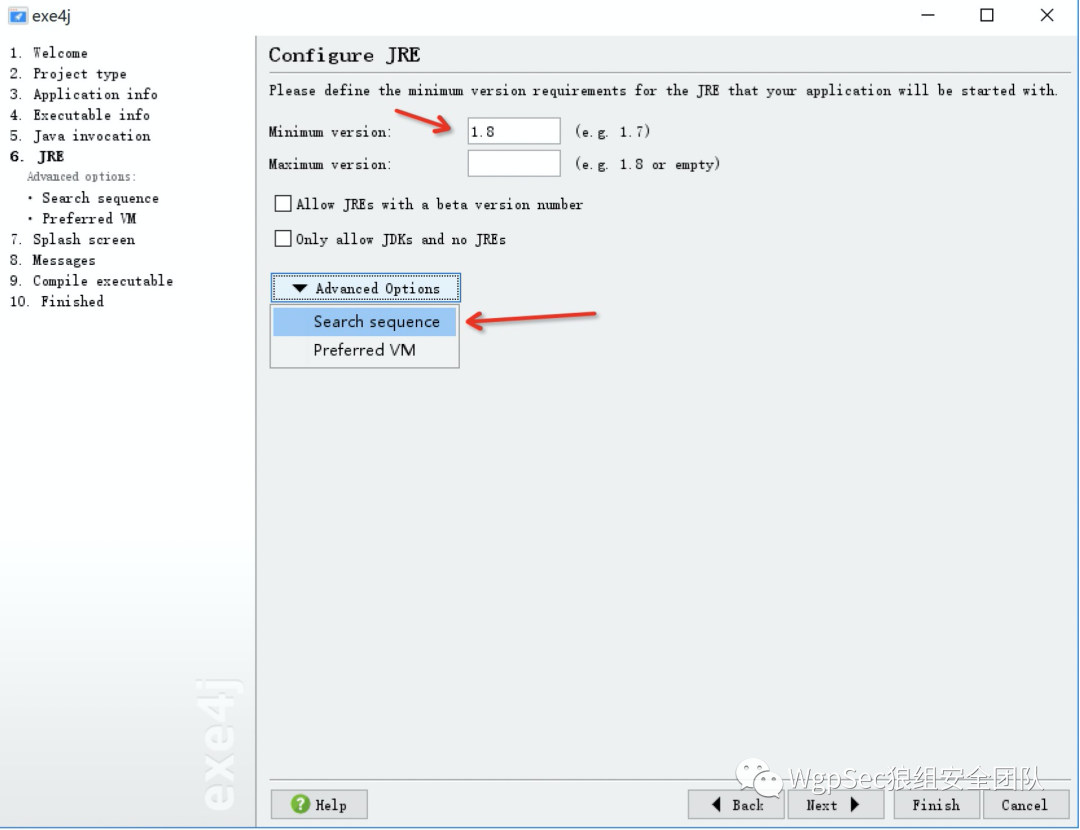 exe4j
1. Welcome
2. Project type
3. Application info
4. Executable info
5. Java invocation
6. JRE
Advanced options:
· Search sequence
· Preferred VM
7. Splash screen
8. Messages
9. Compile executable
10. Finished
exe4j
Configure JRE
Please define the minimum version requirements for the JRE that your application will be started with.
Minimum version: 1.8 (e.g. 1.7)
Maximum version: (e.g. 1.8 or empty)
Allow JREs with a beta version number
Only allow JDKs and no JREs
Advanced Options
Search sequence
Preferred VM
WgpSec狼组安全团队
Help Back Next Finish Cancel